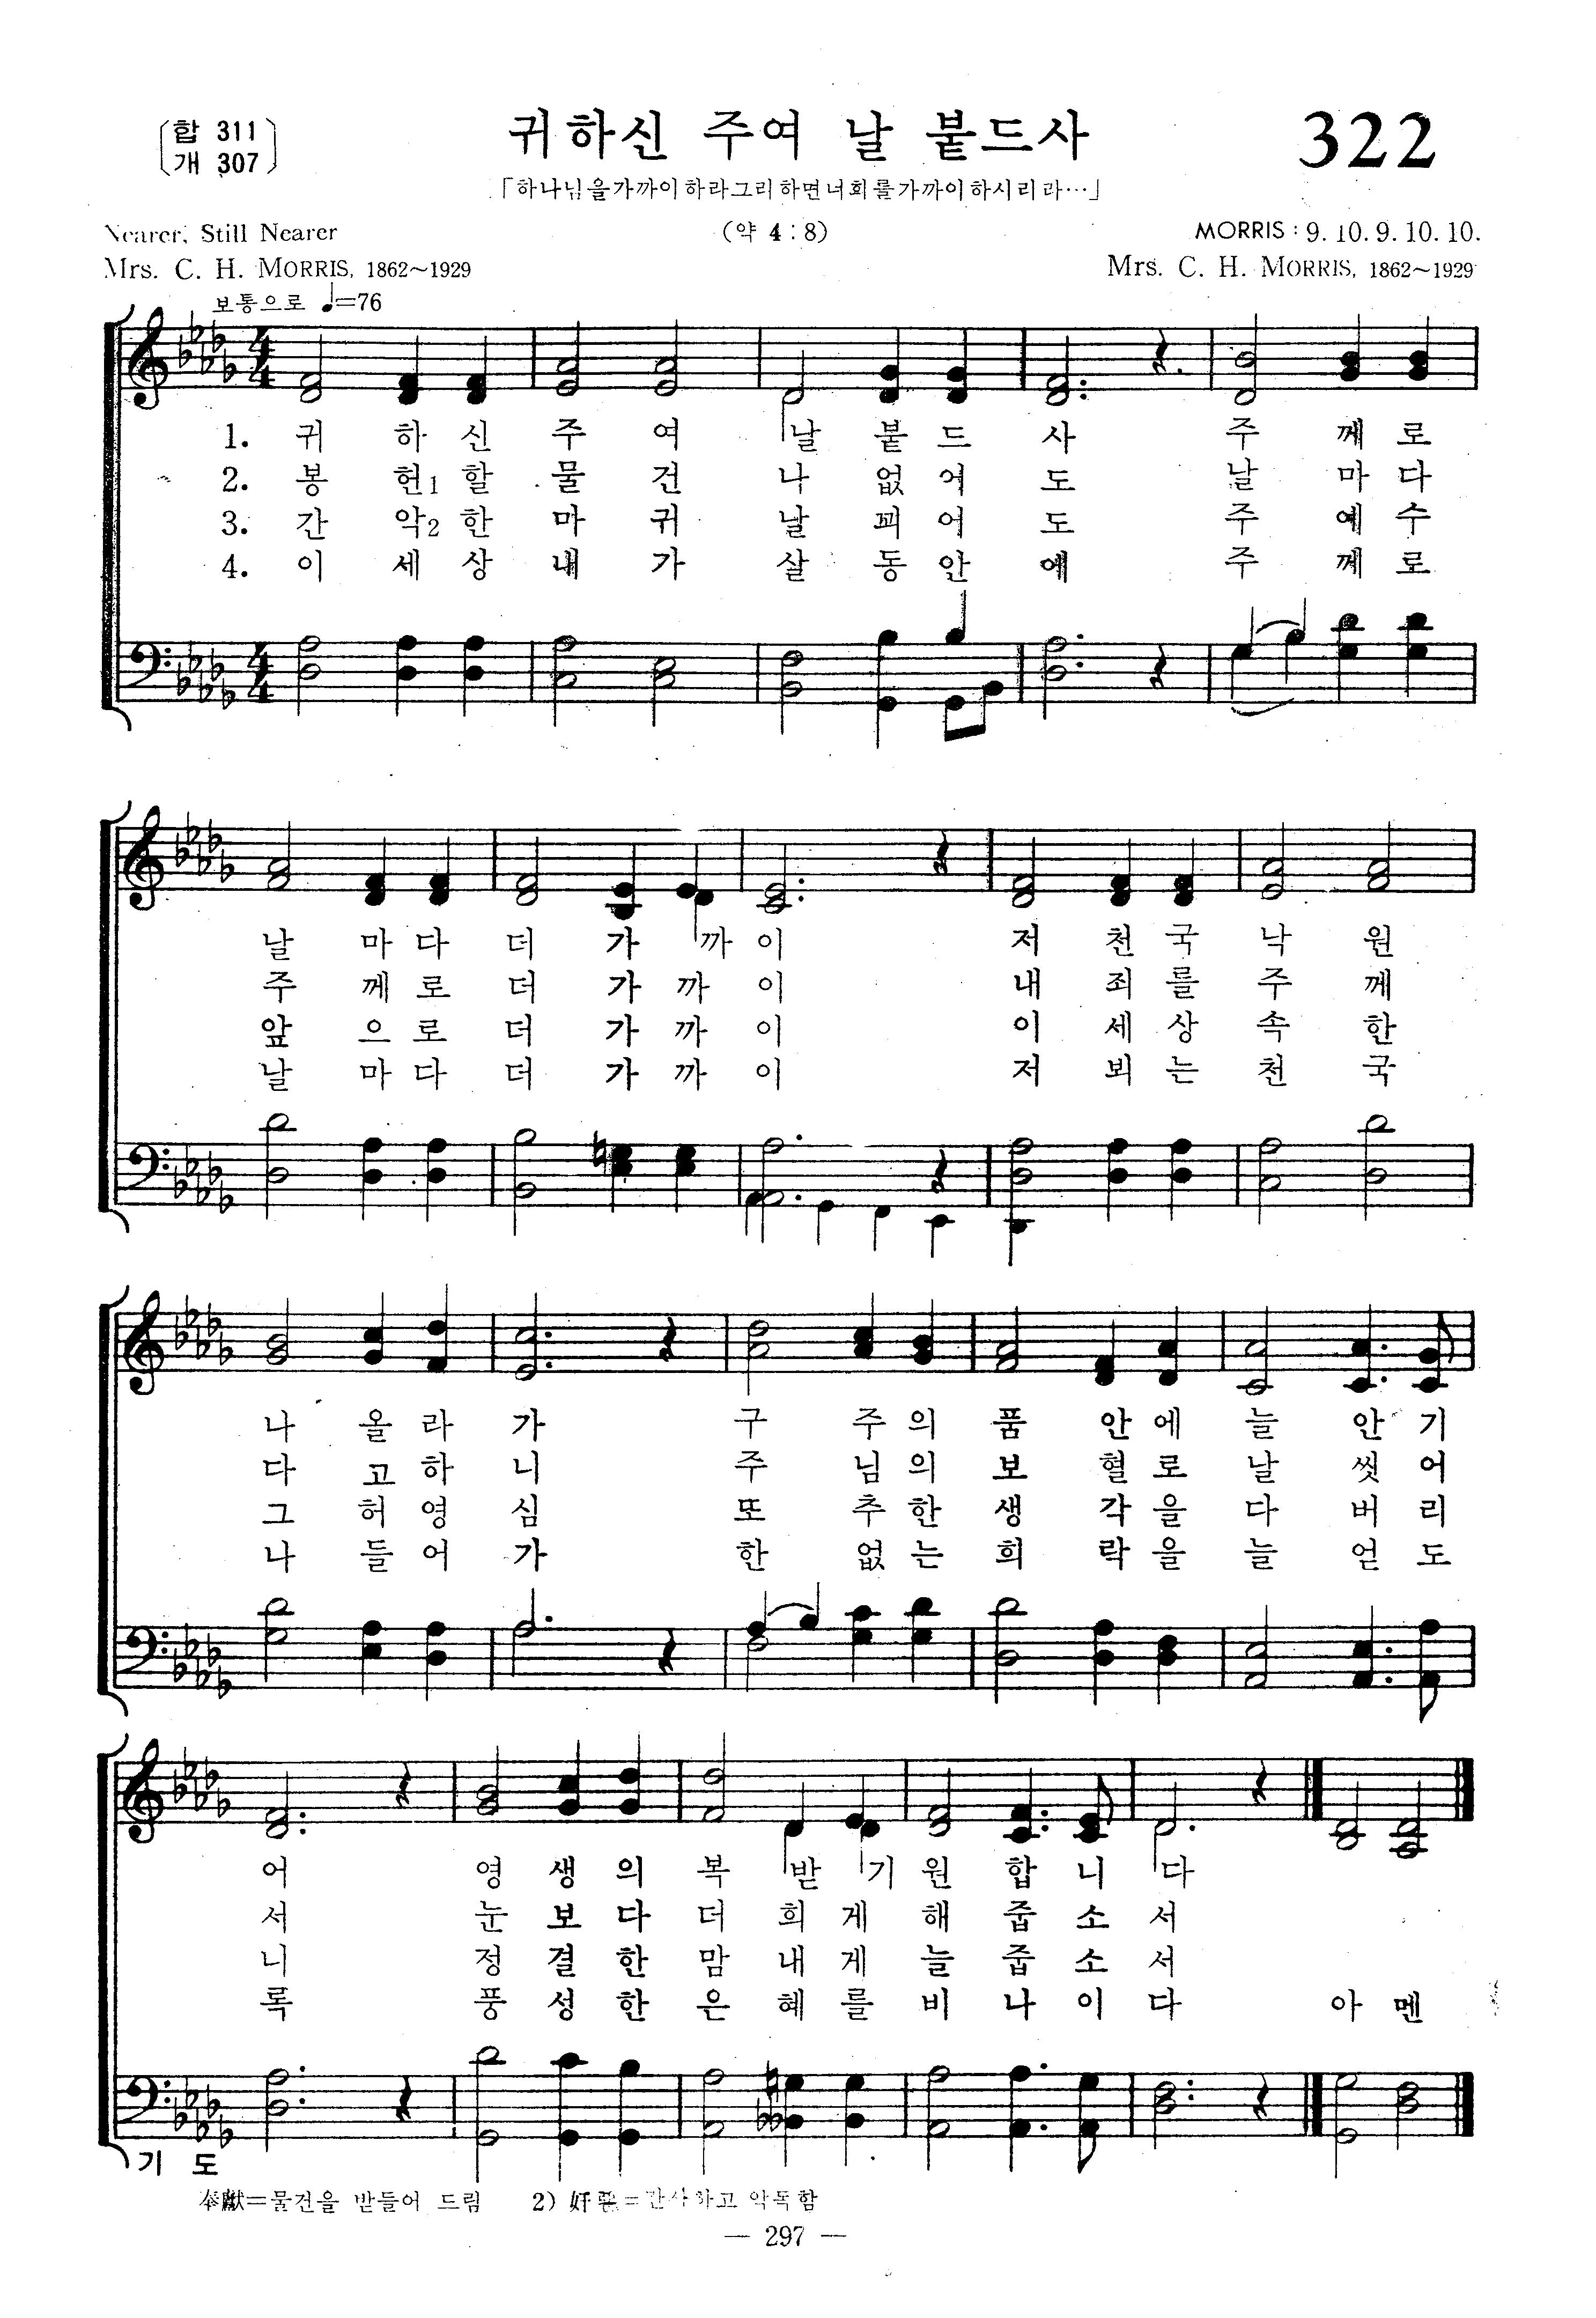 합 311
개 307
귀하신 주여 날 붙드사
322
「하나님을가까이하라그리하면너희를가까이하시리라…」
Nearer, Still Nearer
(약 4 : 8)
MORRIS : 9. 10. 9. 10. 10.
Mrs. C. H. MORRIS, 1862~1929
Mrs. C. H. MORRIS, 1862~1929
보통으로 ♩=76
1. 귀 하 신 주 여 날 붙 드 사 주 께 로
2. 봉 헌1 할 물 건 나 없 어 도 날 마 다
3. 간 악2 한 마 귀 날 꾀 어 도 주 예 수
4. 이 세 상 내 가 살 동 안 에 주 께 로
날 마 다 더 가 까 이 저 천 국 낙 원
주 께 로 더 가 까 이 내 죄 를 주 께
앞 으 로 더 가 까 이 이 세 상 속 한
날 마 다 더 가 까 이 저 뵈 는 천 국
나 올 라 가 구 주 의 품 안 에 늘 안 기
다 고 하 니 주 님 의 보 혈 로 날 씻 어
그 허 영 심 또 추 한 생 각 을 다 버 리
나 들 어 가 한 없 는 희 락 을 늘 얻 도
어 영 생 의 복 받 기 원 합 니 다
서 눈 보 다 더 희 게 해 줍 소 서
니 정 결 한 맘 내 게 늘 줍 소 서
록 풍 성 한 은 혜 를 비 나 이 다 아 멘
기 도
奉獻=물건을 받들어 드림 2) 奸惡=간사하고 악독함
— 297 —